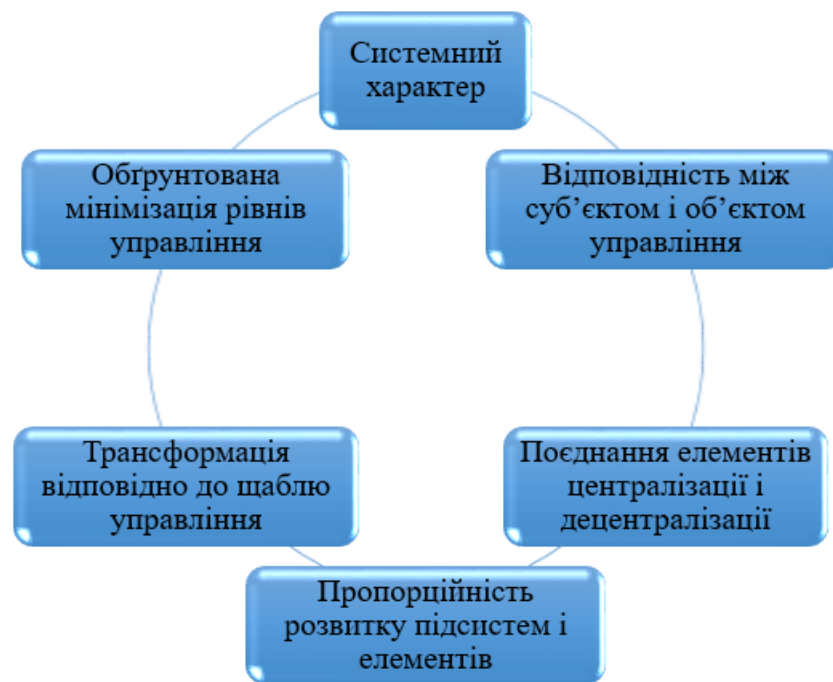 Системний
характер
Відповідність між
суб’єктом і об’єктом
управління
Поєднання елементів
централізації і
децентралізації
Пропорційність
розвитку підсистем і
елементів
Трансформація
відповідно до щаблю
управління
Обґрунтована
мінімізація рівнів
управління